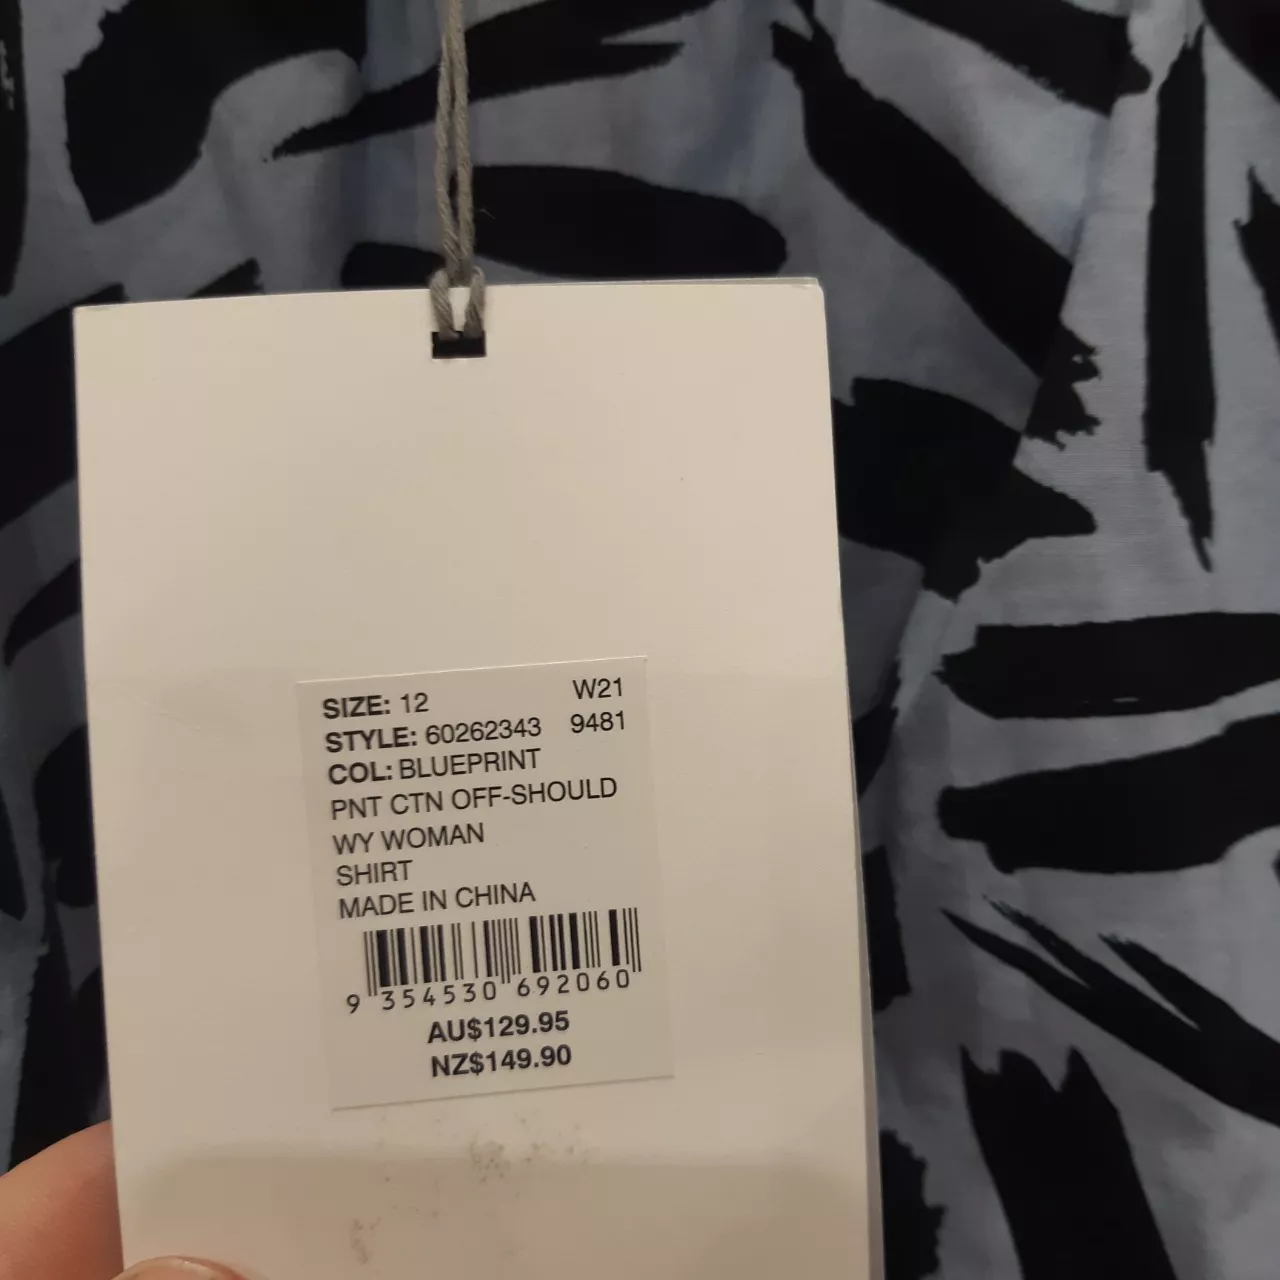 SIZE: 12 W21
STYLE: 60262343 9481
COL: BLUEPRINT
PNT CTN OFF-SHOULD
WY WOMAN
SHIRT
MADE IN CHINA
9 354530 692060
AU$129.95
NZ$149.90